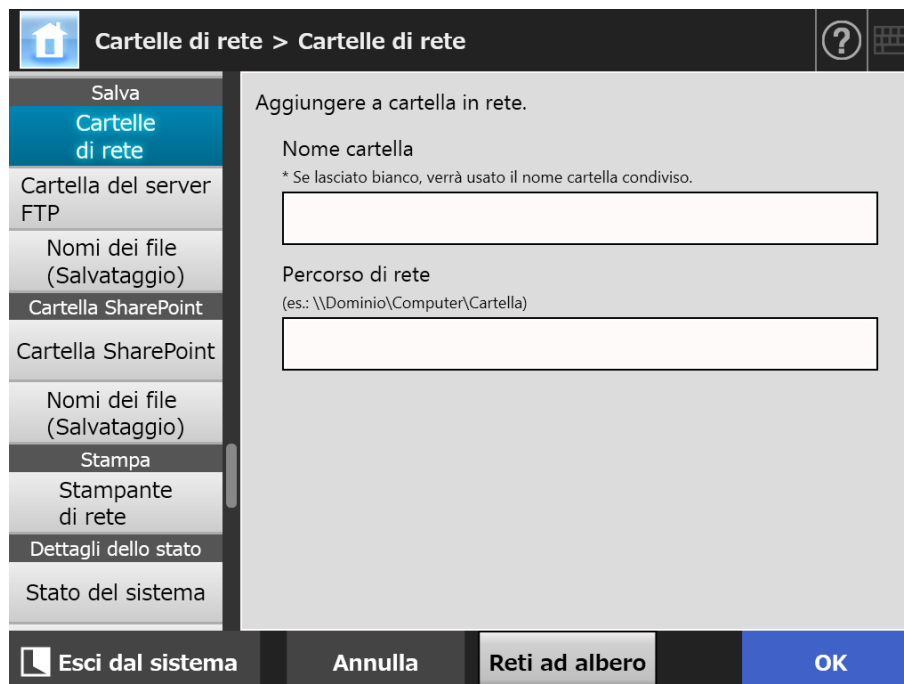 Cartelle di rete > Cartelle di rete
?
Salva
Cartelle
di rete
Cartella del server
FTP
Nomi dei file
(Salvataggio)
Cartella SharePoint
Cartella SharePoint
Nomi dei file
(Salvataggio)
Stampa
Stampante
di rete
Dettagli dello stato
Stato del sistema
Aggiungere a cartella in rete.
Nome cartella
* Se lasciato bianco, verrà usato il nome cartella condiviso.
Percorso di rete
(es.: \\Dominio\Computer\Cartella)
Esci dal sistema
Annulla
Reti ad albero
OK